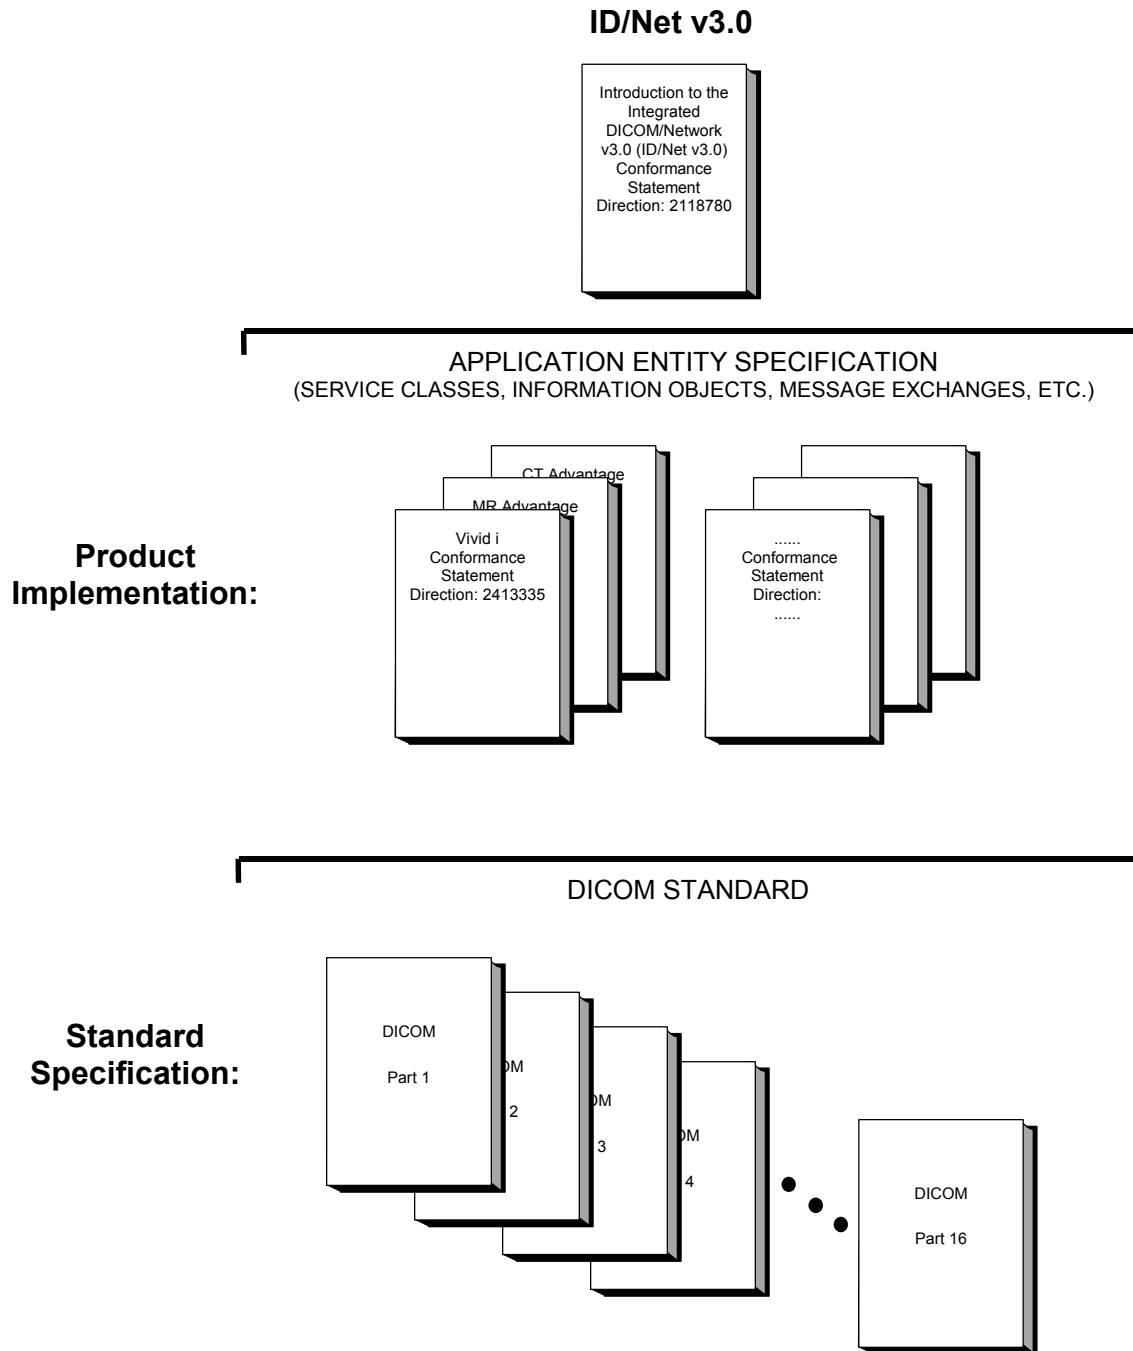 ID/Net v3.0
Introduction to the
Integrated
DICOM/Network
v3.0 (ID/Net v3.0)
Conformance
Statement
Direction: 2118780
APPLICATION ENTITY SPECIFICATION
(SERVICE CLASSES, INFORMATION OBJECTS, MESSAGE EXCHANGES, ETC.)
Product
Implementation:
CT Advantage
MR Advantage
Vivid i
Conformance
Statement
Direction: 2413335
......
Conformance
Statement
Direction:
......
DICOM STANDARD
Standard
Specification:
DICOM
Part 1
OM
2
OM
3
OM
4
DICOM
Part 16